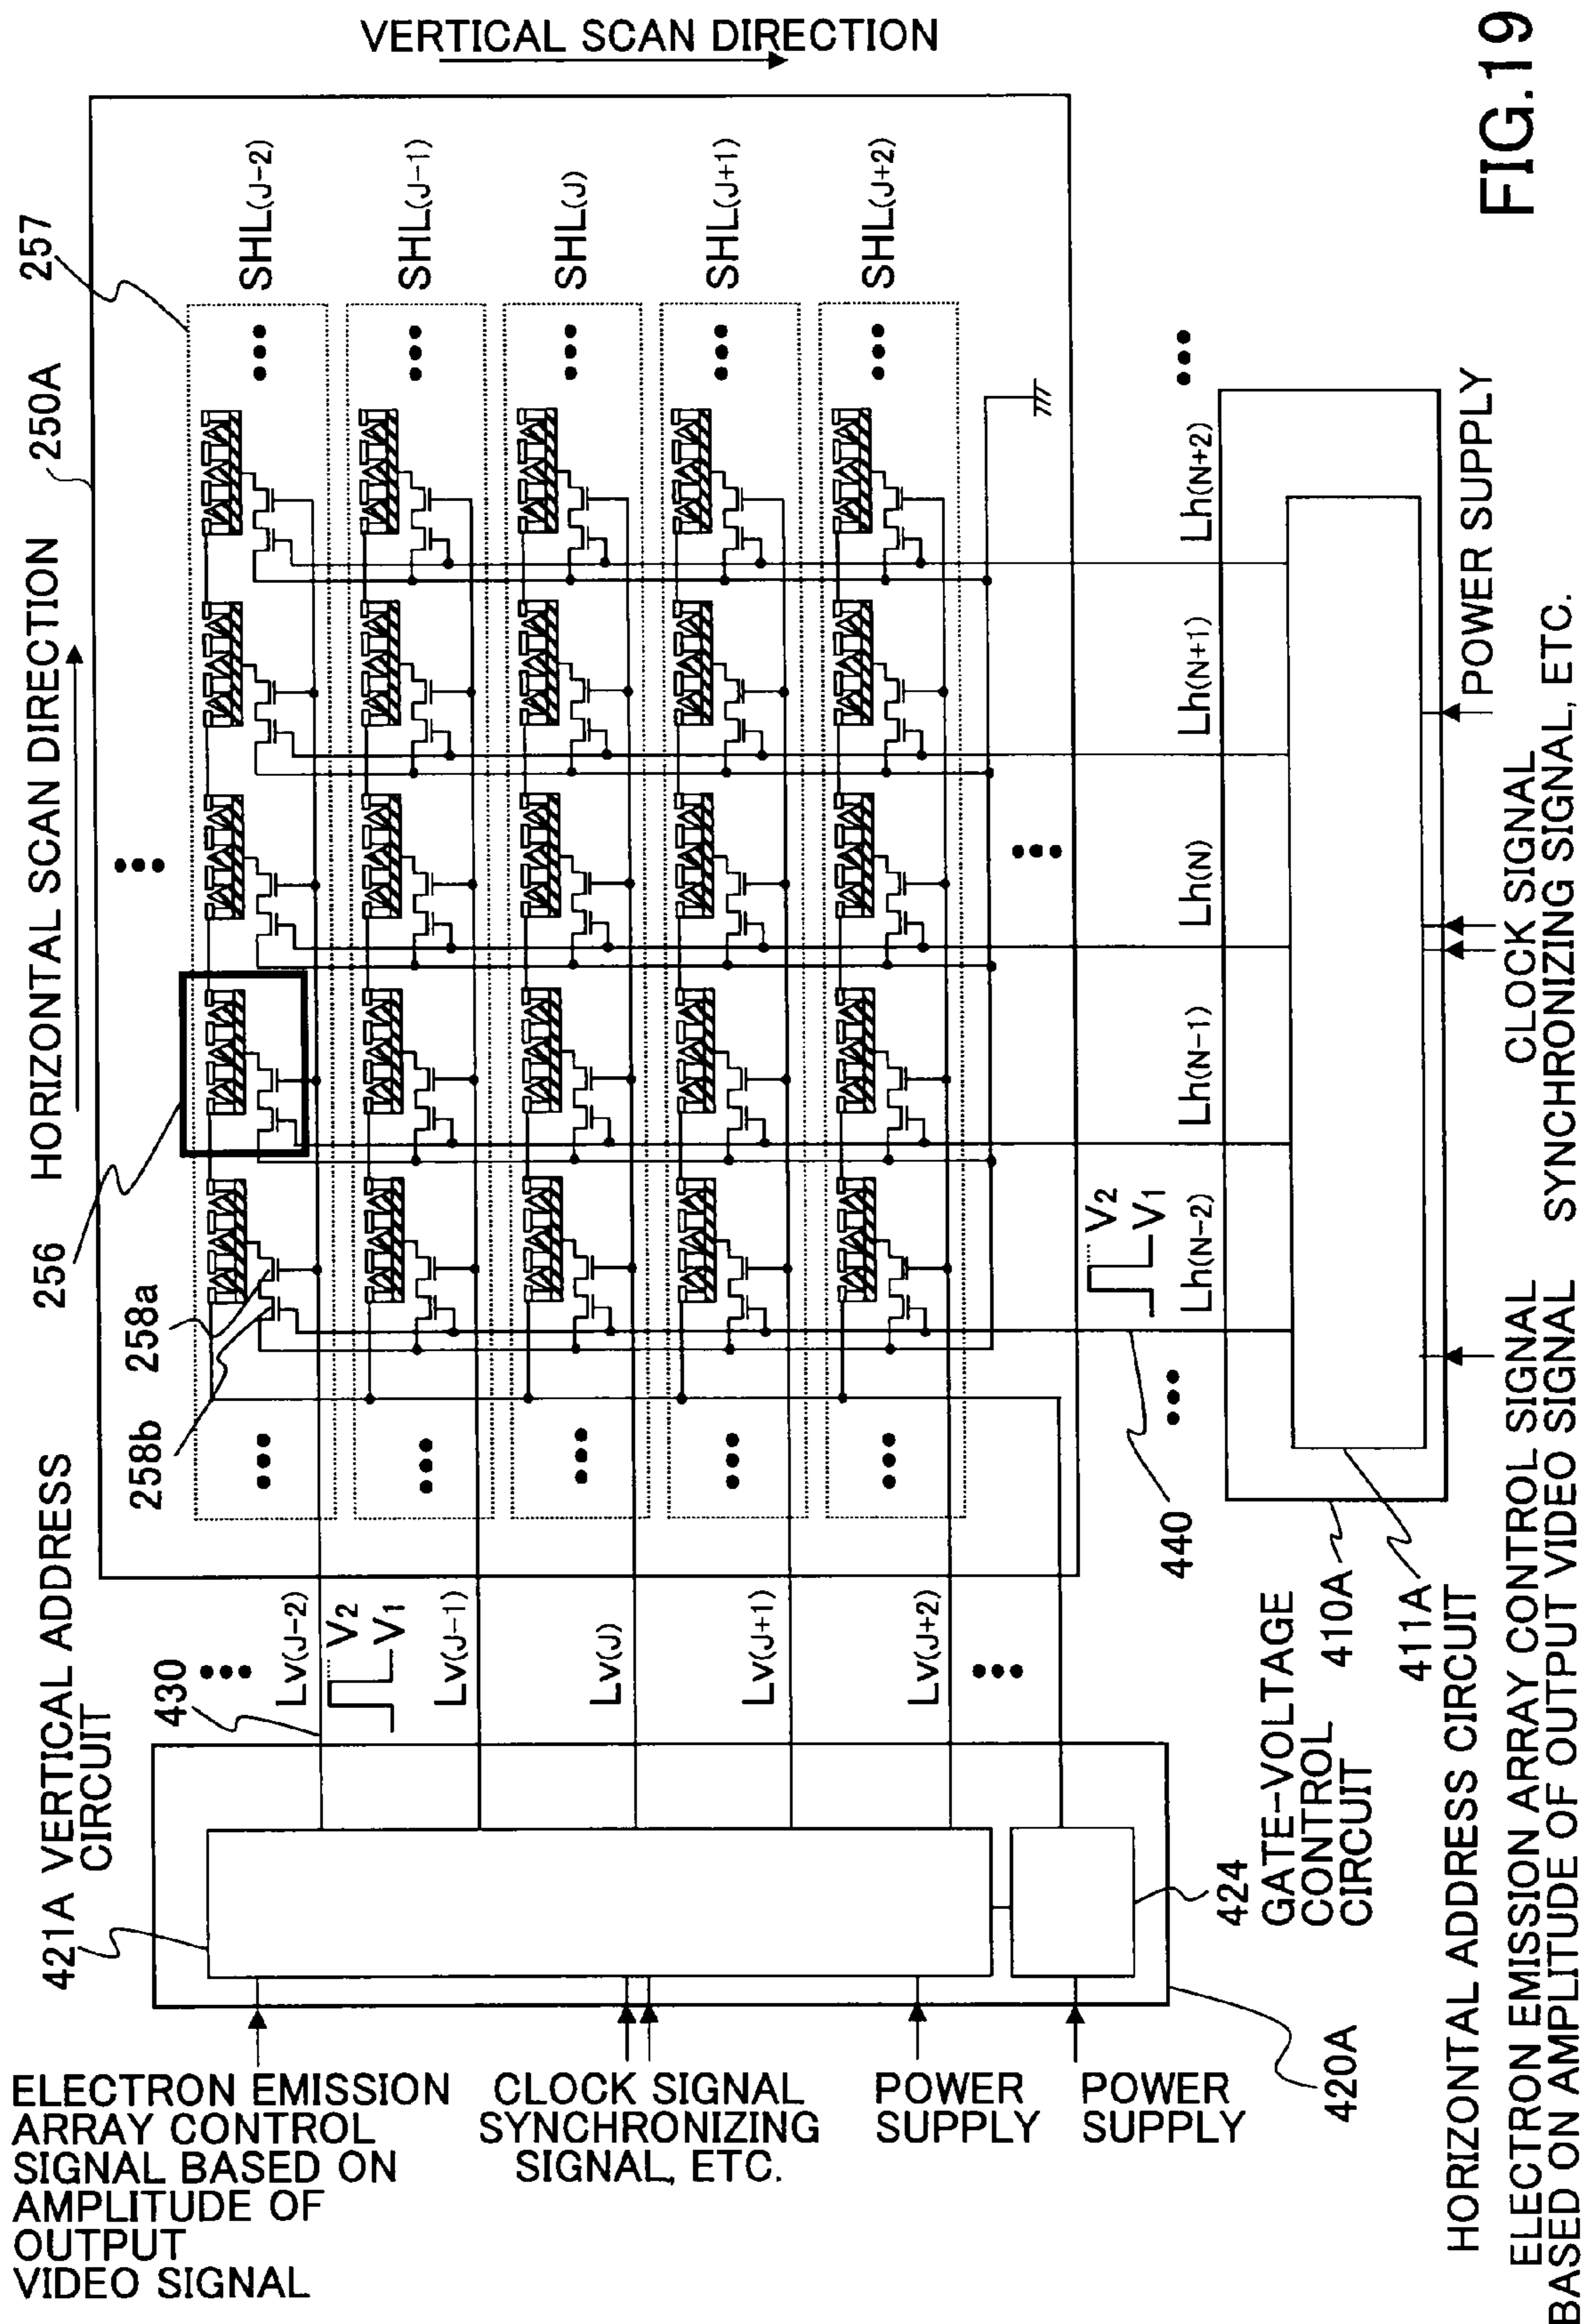 FIG.19
VERTICAL SCAN DIRECTION
HORIZONTAL SCAN DIRECTION
250A
257
256
258a
258b
SHL(J-2)
SHL(J-1)
SHL(J)
SHL(J+1)
SHL(J+2)
421A VERTICAL ADDRESS
CIRCUIT
430
Lv(J-2)
V2
V1
Lv(J-1)
Lv(J)
Lv(J+1)
Lv(J+2)
440
V2
V1
Lh(N-2)
Lh(N-1)
Lh(N)
Lh(N+1)
Lh(N+2)
424
GATE-VOLTAGE
CONTROL
CIRCUIT
410A
411A
HORIZONTAL ADDRESS CIRCUIT
420A
ELECTRON EMISSION
ARRAY CONTROL
SIGNAL BASED ON
AMPLITUDE OF
OUTPUT
VIDEO SIGNAL
CLOCK SIGNAL
SYNCHRONIZING
SIGNAL, ETC.
POWER
SUPPLY
POWER
SUPPLY
ELECTRON EMISSION ARRAY CONTROL SIGNAL
BASED ON AMPLITUDE OF OUTPUT VIDEO SIGNAL
CLOCK SIGNAL
SYNCHRONIZING SIGNAL, ETC.
POWER SUPPLY